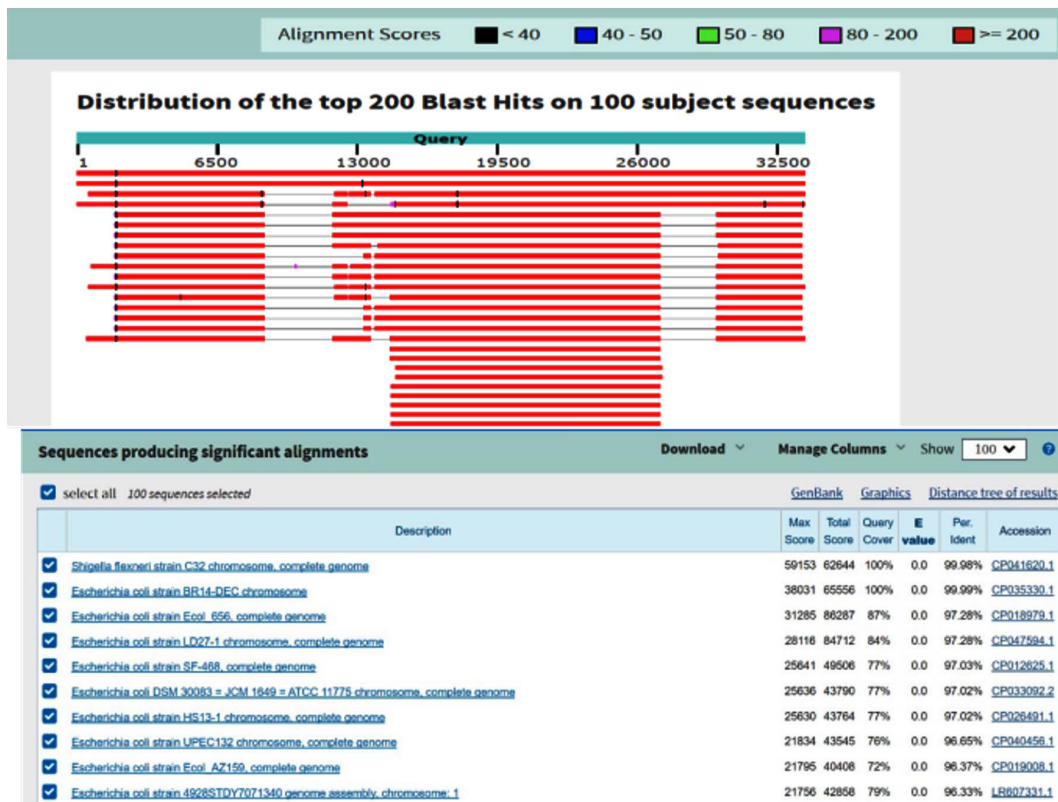 Alignment Scores < 40 40 - 50 50 - 80 80 - 200 >= 200
Distribution of the top 200 Blast Hits on 100 subject sequences
Query
1 6500 13000 19500 26000 32500
Sequences producing significant alignments Download Manage Columns Show 100
select all 100 sequences selected GenBank Graphics Distance tree of results
Description Max Score Total Score Query Cover E value Per. Ident Accession
Shigella flexneri strain C32 chromosome, complete genome 59153 62644 100% 0.0 99.98% CP041620.1
Escherichia coli strain BR14-DEC chromosome 38031 65556 100% 0.0 99.99% CP035330.1
Escherichia coli strain Ecol_656, complete genome 31285 86287 87% 0.0 97.28% CP018979.1
Escherichia coli strain LD27-1 chromosome, complete genome 28116 84712 84% 0.0 97.28% CP047594.1
Escherichia coli strain SF-468, complete genome 25641 49506 77% 0.0 97.03% CP012625.1
Escherichia coli DSM 30083 = JCM 1649 = ATCC 11775 chromosome, complete genome 25636 43790 77% 0.0 97.02% CP033092.2
Escherichia coli strain HS13-1 chromosome, complete genome 25630 43764 77% 0.0 97.02% CP026491.1
Escherichia coli strain UPEC132 chromosome, complete genome 21834 43545 76% 0.0 96.65% CP040456.1
Escherichia coli strain Ecol_AZ159, complete genome 21795 40408 72% 0.0 96.37% CP019008.1
Escherichia coli strain 4928STDY7071340 genome assembly, chromosome: 1 21756 42858 79% 0.0 96.33% LR607331.1